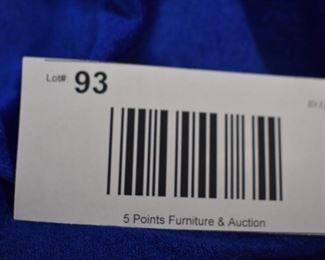 Lot#: 93
5 Points Furniture & Auction